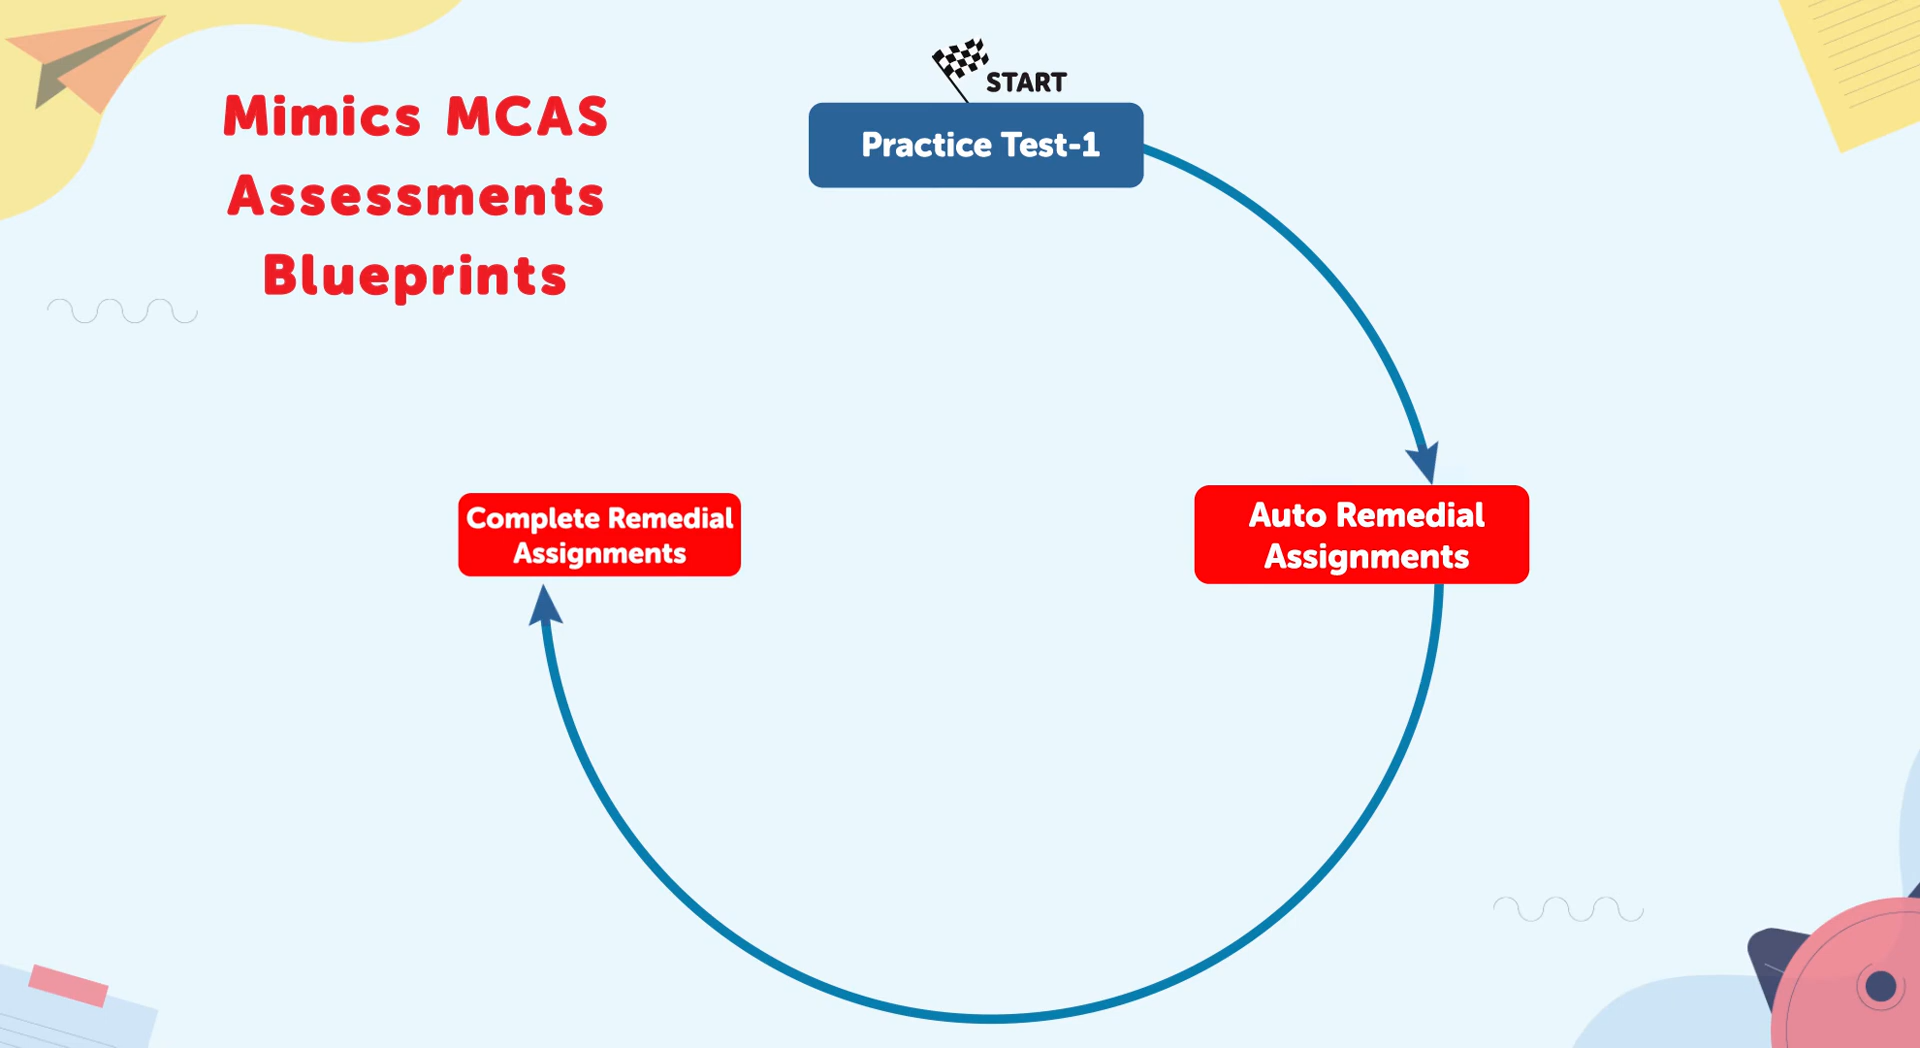 Mimics MCAS
Assessments
Blueprints
START
Practice Test-1
Auto Remedial
Assignments
Complete Remedial
Assignments